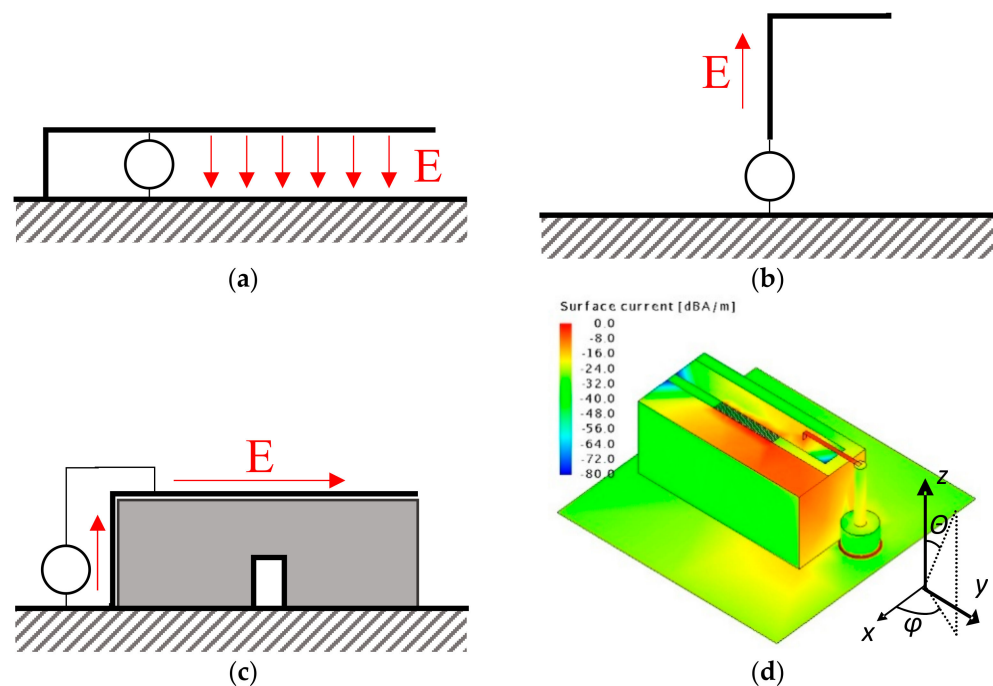 E
(a)
E
(b)
E
(c)
Surface current [dBA/m]
0.0
-8.0
-16.0
-24.0
-32.0
-40.0
-48.0
-56.0
-64.0
-72.0
-80.0
z
Θ
y
x
φ
(d)